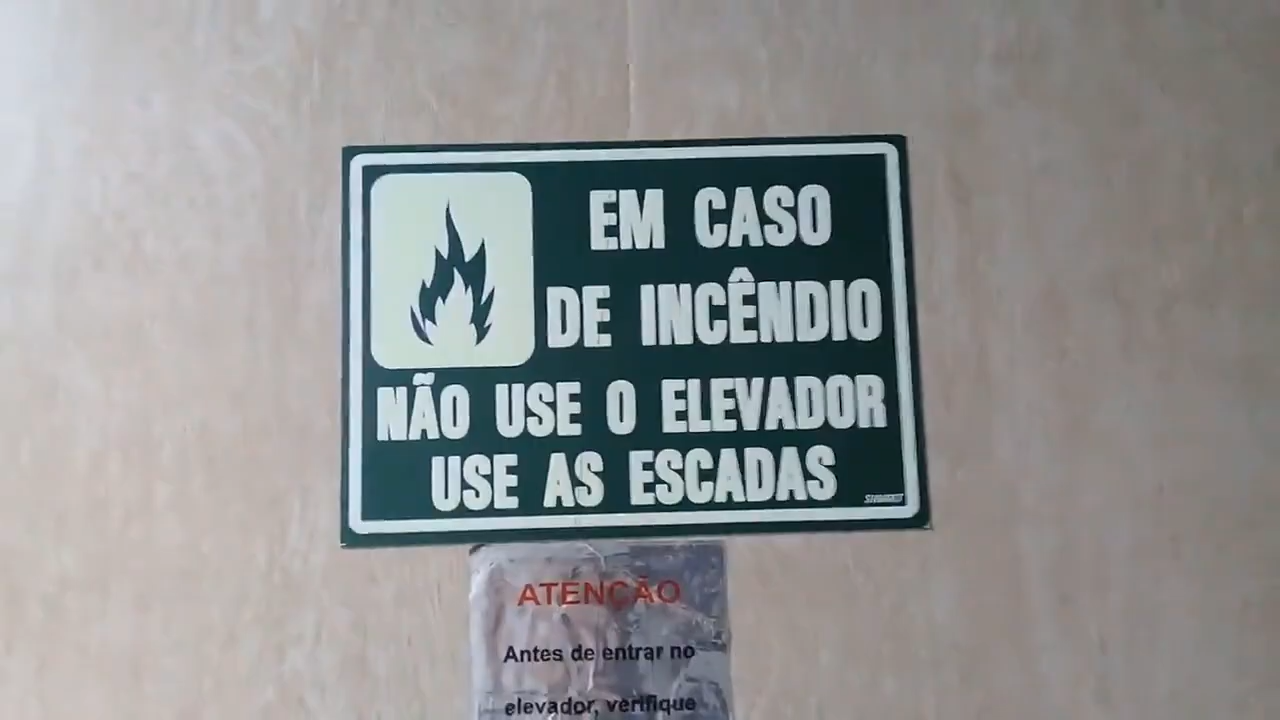 EM CASO
DE INCÊNDIO
NÃO USE O ELEVADOR
USE AS ESCADAS
ATENÇÃO
Antes de entrar no
elevador, verifique